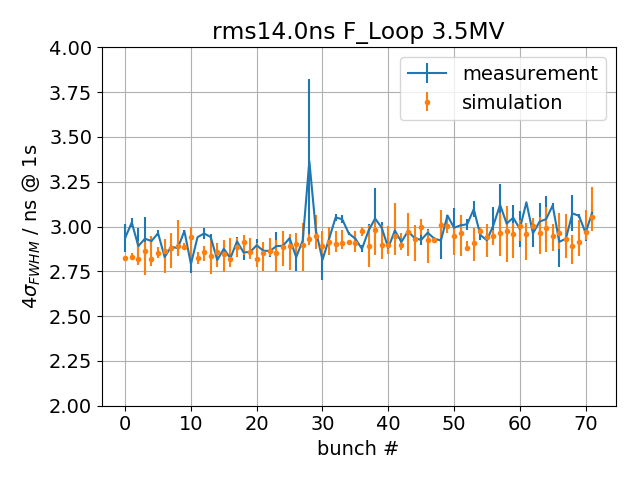 rms14.0ns F_Loop 3.5MV
4.00
3.75
3.50
3.25
3.00
2.75
2.50
2.25
2.00
4σFWHM / ns @ 1s
measurement
simulation
0 10 20 30 40 50 60 70
bunch #